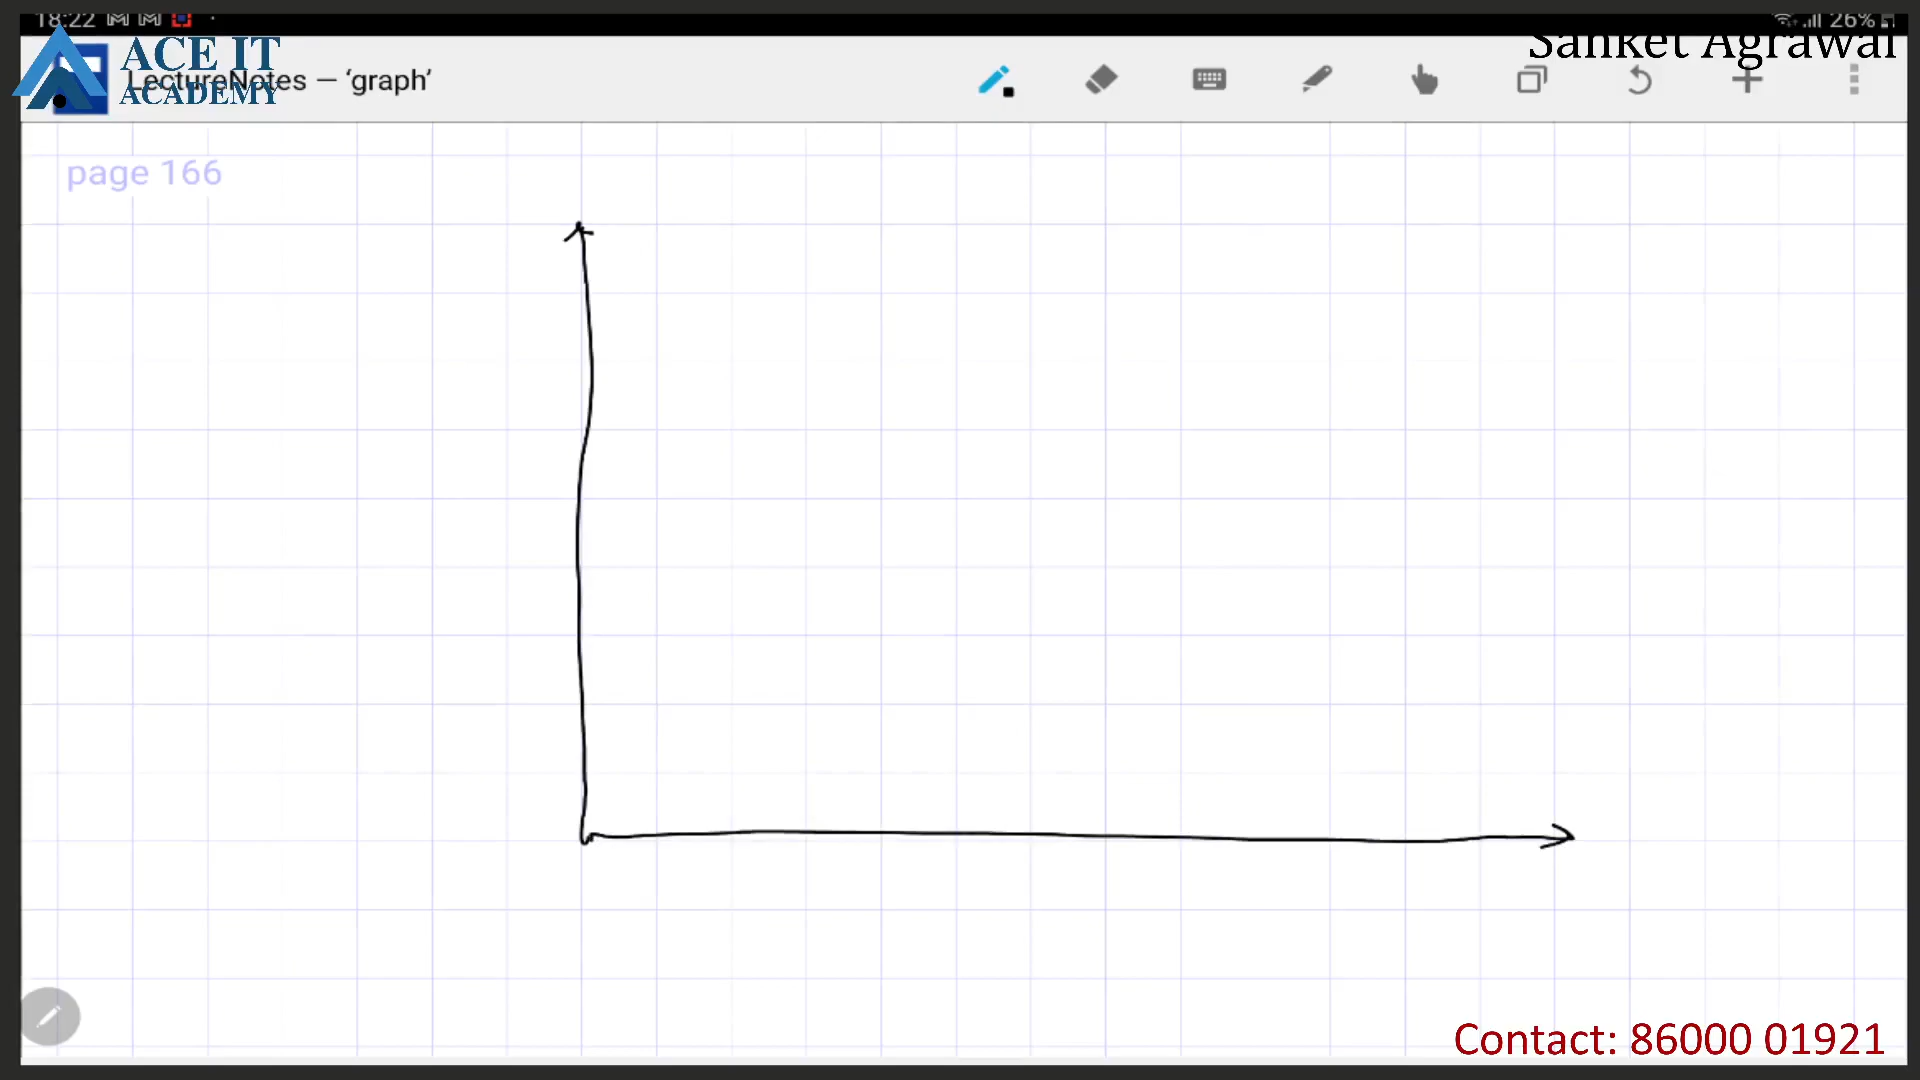 18:22
26%
Sanket Agrawal
ACE IT
ACADEMY
LectureNotes — ‘graph’
page 166
Contact: 86000 01921